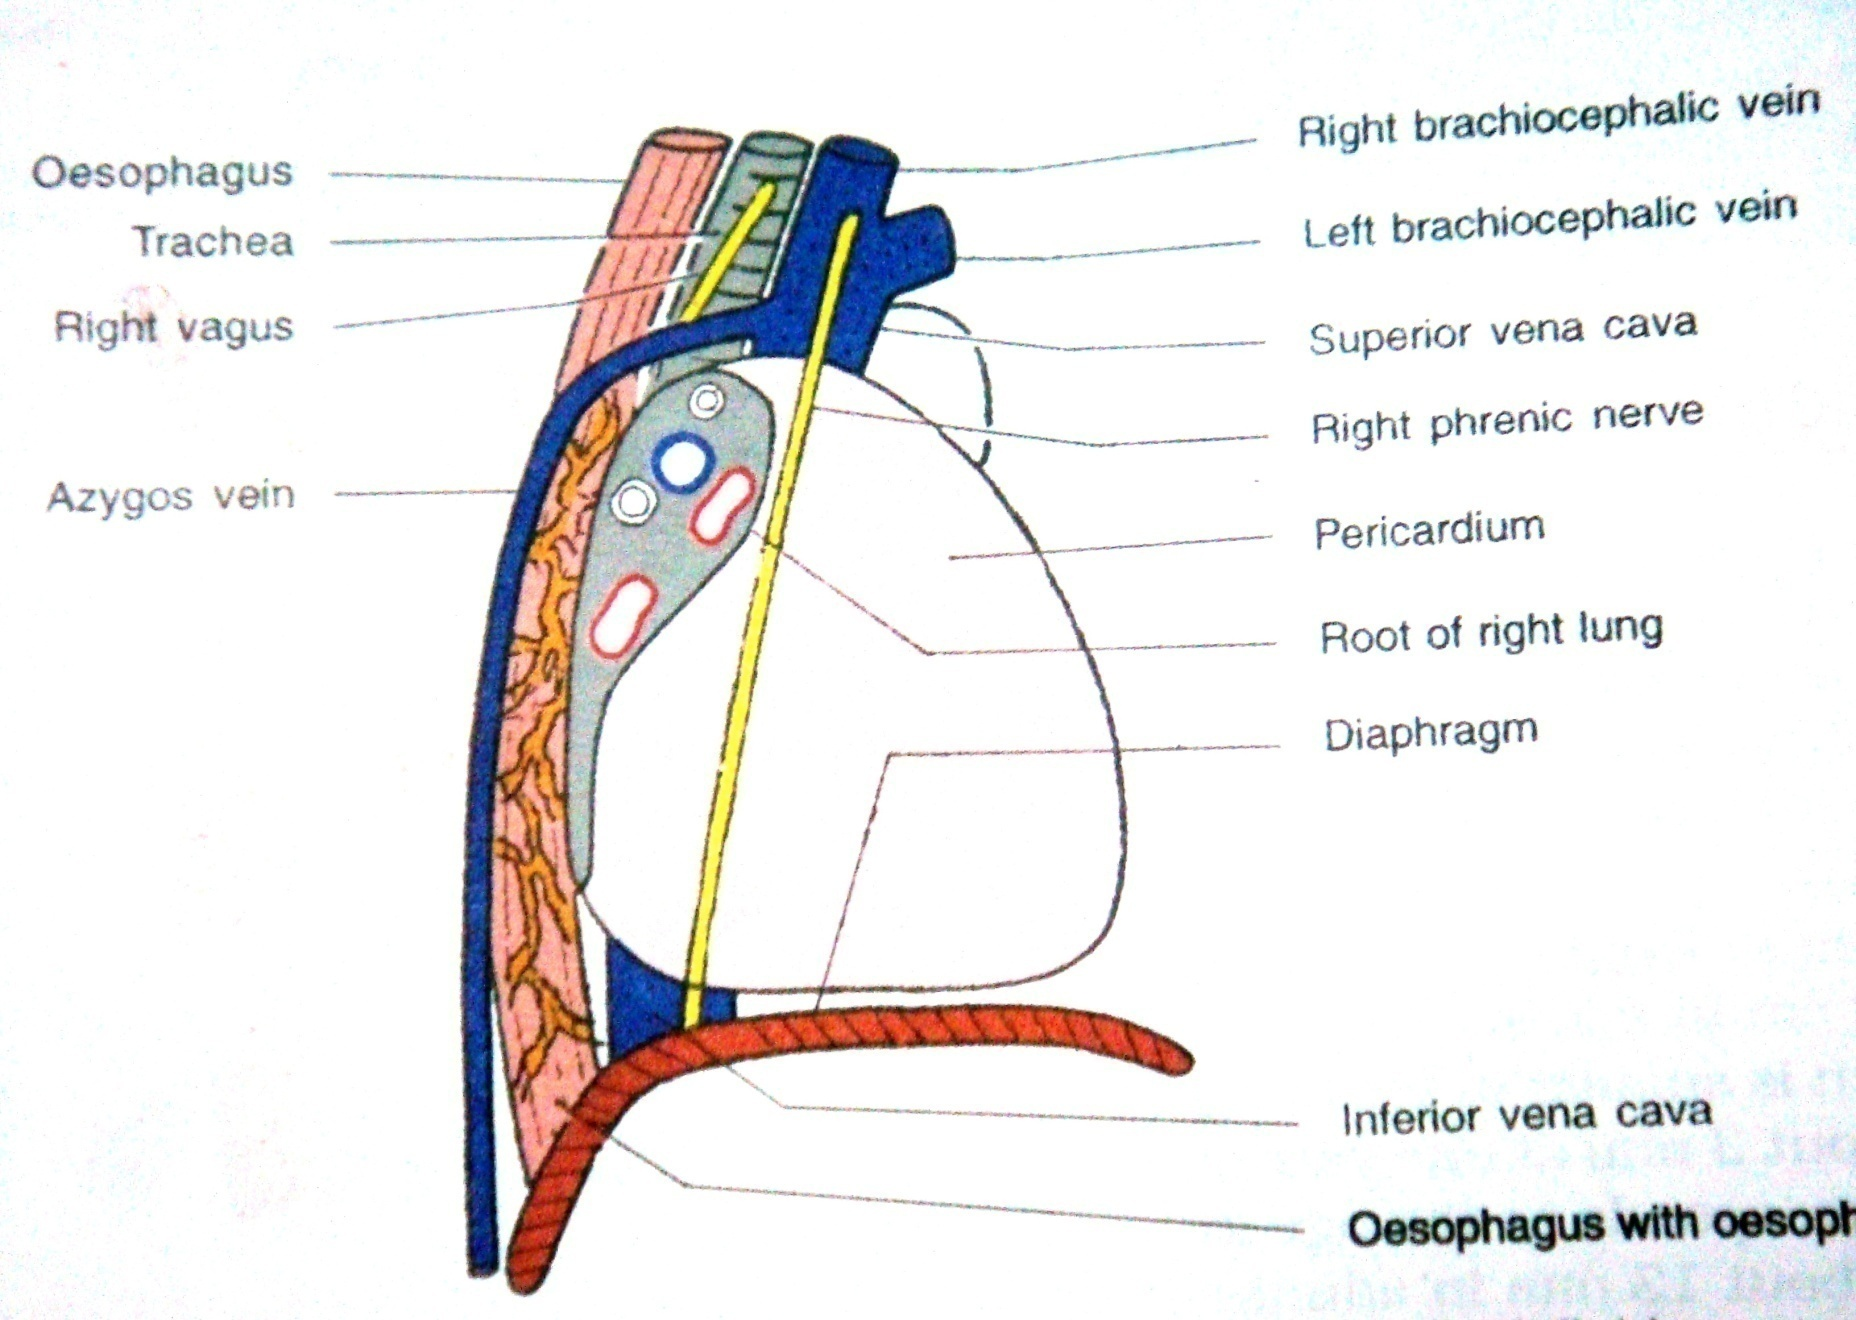 Oesophagus
Trachea
Right vagus
Azygos vein
Right brachiocephalic vein
Left brachiocephalic vein
Superior vena cava
Right phrenic nerve
Pericardium
Root of right lung
Diaphragm
Inferior vena cava
Oesophagus with oesoph